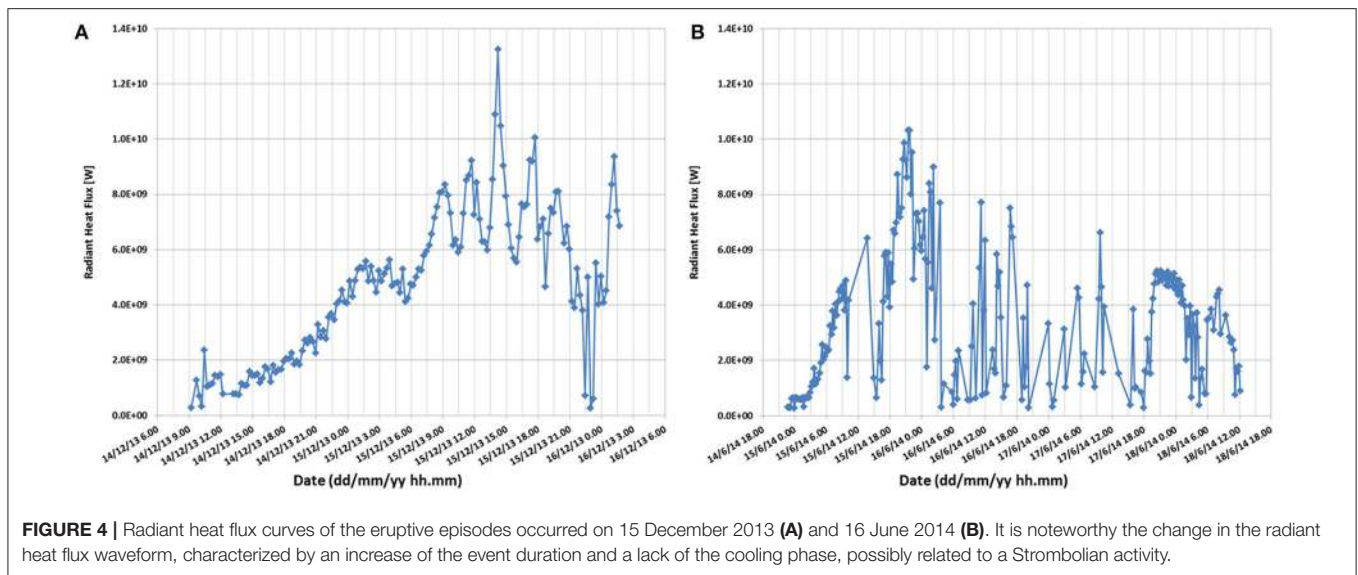 A
1.4E+10
1.2E+10
1.0E+10
8.0E+09
6.0E+09
4.0E+09
2.0E+09
0.0E+00
Radiant Heat Flux [W]
14/12/13 6.00
14/12/13 9.00
14/12/13 12.00
14/12/13 15.00
14/12/13 18.00
14/12/13 21.00
15/12/13 0.00
15/12/13 3.00
15/12/13 6.00
15/12/13 9.00
15/12/13 12.00
15/12/13 15.00
15/12/13 18.00
15/12/13 21.00
16/12/13 0.00
16/12/13 3.00
16/12/13 6.00
Date (dd/mm/yy hh.mm)
B
1.4E+10
1.2E+10
1.0E+10
8.0E+09
6.0E+09
4.0E+09
2.0E+09
0.0E+00
Radiant Heat Flux [W]
14/6/14 18.00
15/6/14 0.00
15/6/14 6.00
15/6/14 12.00
15/6/14 18.00
16/6/14 0.00
16/6/14 6.00
16/6/14 12.00
16/6/14 18.00
17/6/14 0.00
17/6/14 6.00
17/6/14 12.00
17/6/14 18.00
18/6/14 0.00
18/6/14 6.00
18/6/14 12.00
18/6/14 18.00
Date (dd/mm/yy hh.mm)
FIGURE 4 | Radiant heat flux curves of the eruptive episodes occurred on 15 December 2013 (A) and 16 June 2014 (B). It is noteworthy the change in the radiant
heat flux waveform, characterized by an increase of the event duration and a lack of the cooling phase, possibly related to a Strombolian activity.